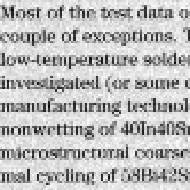 Most of the test data o
couple of exceptions. T
low-temperature solde
investigated (or some o
manufacturing technol
nonwetting of 40In40S
microstructural coarse
mal cycling of 58Bi42S